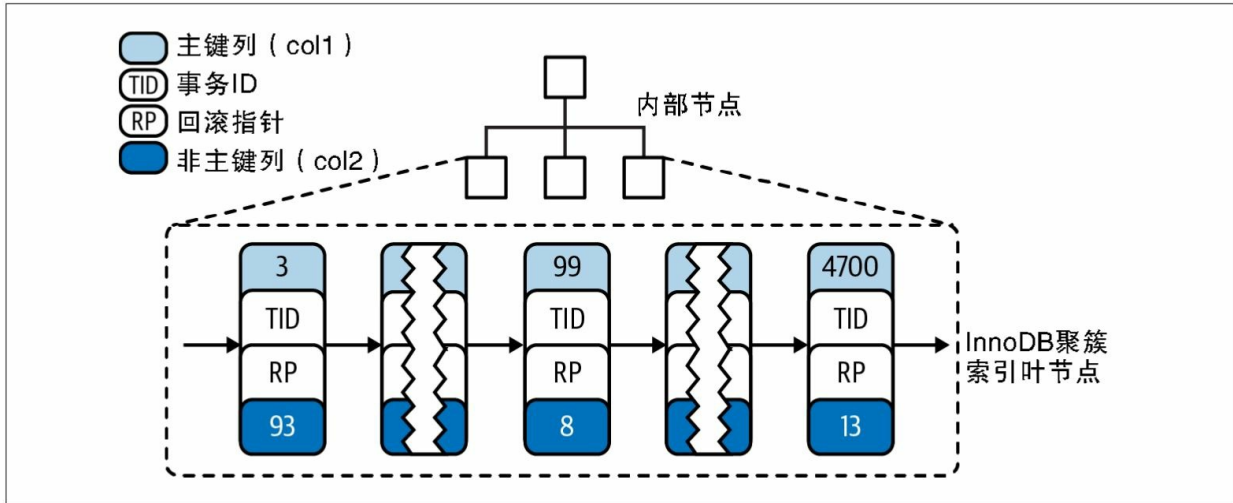 主键列（col1）
TID 事务ID
RP 回滚指针
非主键列（col2）
内部节点
3 99 4700
TID TID TID
RP RP RP
93 8 13
InnoDB聚簇
索引叶节点